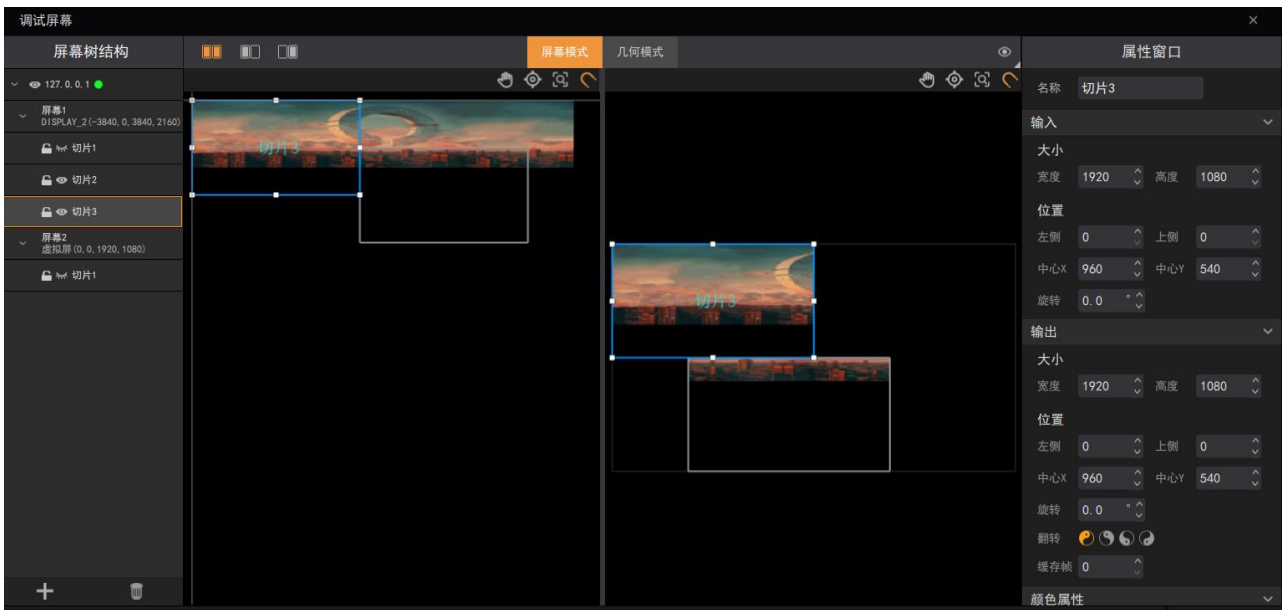 调试屏幕
屏幕树结构
屏幕模式
几何模式
属性窗口
127.0.0.1
名称 切片3
屏幕1
DISPLAY_2(-3840, 0, 3840, 2160)
输入
切片1
切片3
大小
切片2
宽度 1920 高度 1080
切片3
位置
屏幕2
虚拟屏(0, 0, 1920, 1080)
左侧 0 上侧 0
切片1
中心X 960 中心Y 540
切片3
旋转 0.0 °
输出
大小
宽度 1920 高度 1080
位置
左侧 0 上侧 0
中心X 960 中心Y 540
旋转 0.0 °
翻转
缓存帧 0
颜色属性